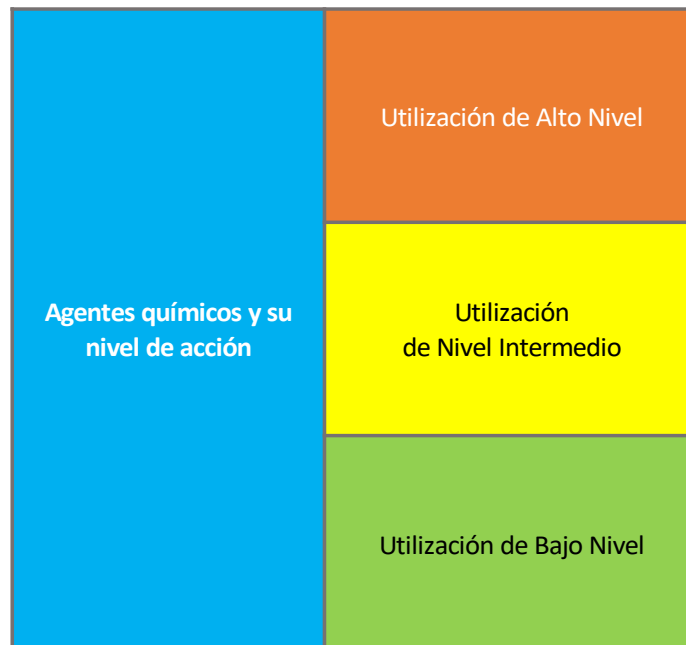 Utilización de Alto Nivel
Agentes químicos y su
nivel de acción
Utilización
de Nivel Intermedio
Utilización de Bajo Nivel